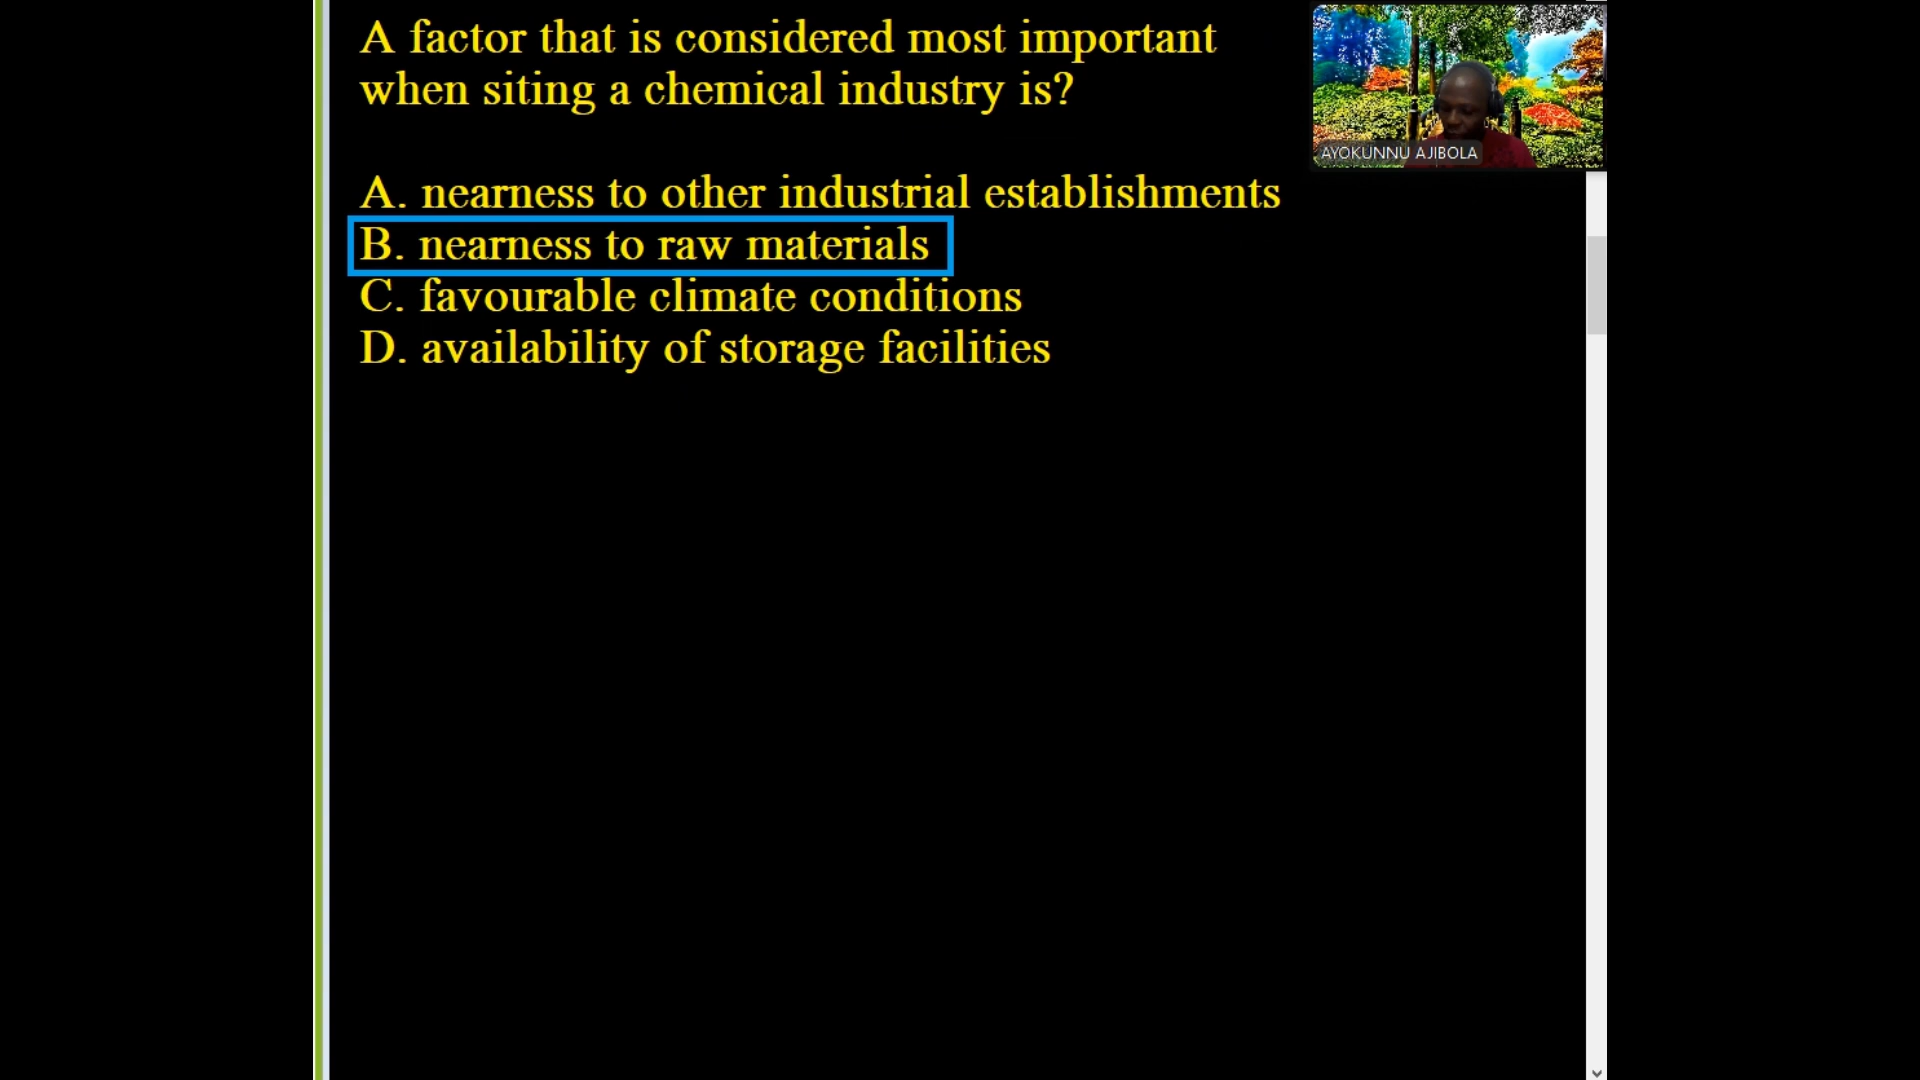 A factor that is considered most important
when siting a chemical industry is?
A. nearness to other industrial establishments
B. nearness to raw materials
C. favourable climate conditions
D. availability of storage facilities
AYOKUNNU AJIBOLA